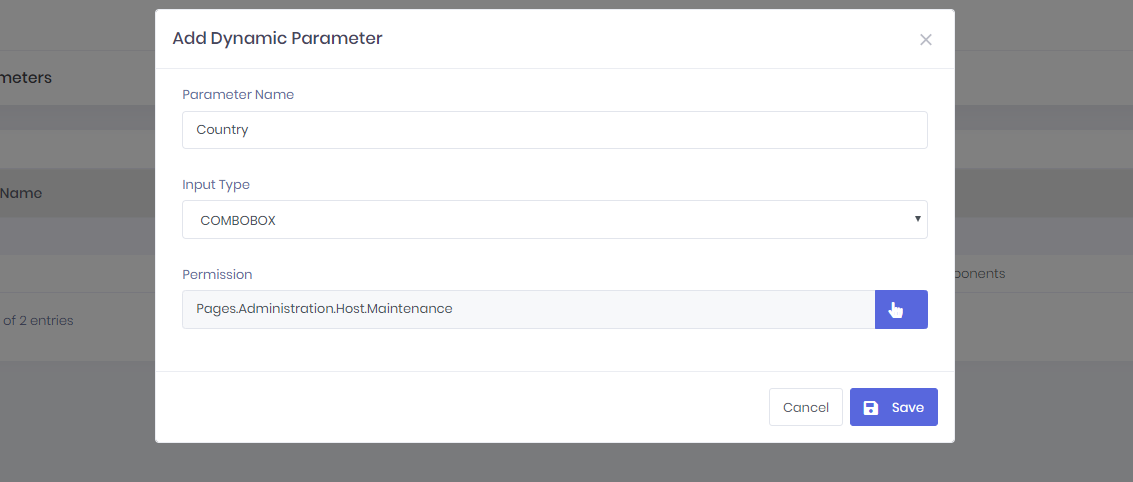 Add Dynamic Parameter
meters
Parameter Name
Country
Input Type
Name
COMBOBOX
Permission
ponents
Pages.Administration.Host.Maintenance
of 2 entries
Cancel
Save